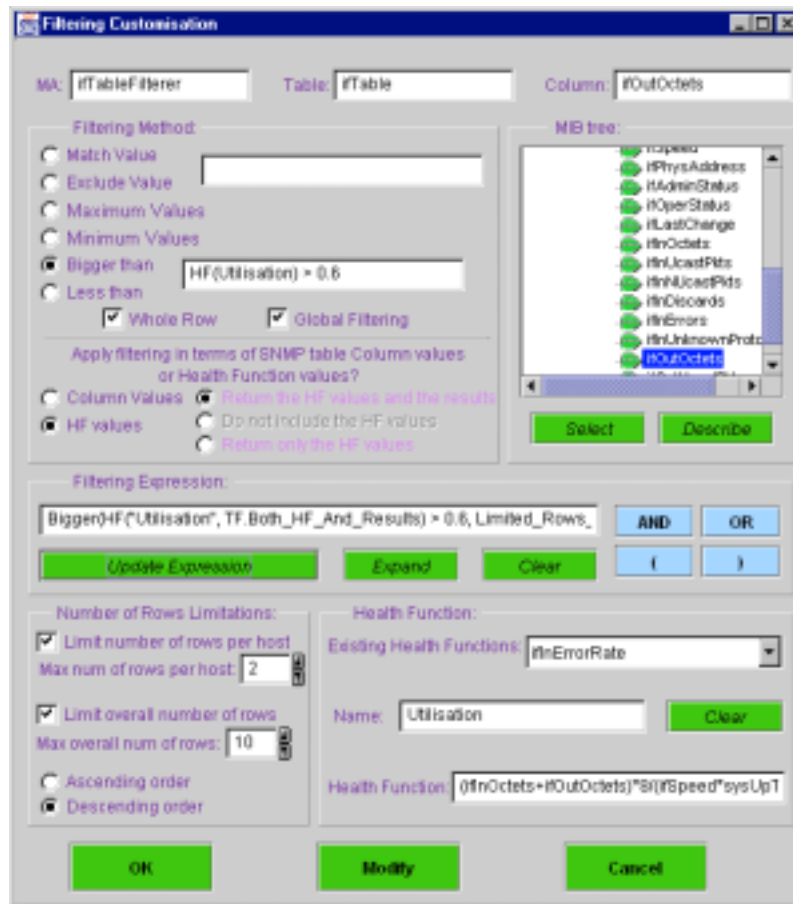 Filtering Customisation
MA: ifTableFilterer Table: ifTable Column: ifOutOctets
Filtering Method:
Match Value
Exclude Value
Maximum Values
Minimum Values
Bigger than HF(Utilisation) > 0.6
Less than
Whole Row Global Filtering
Apply filtering in terms of SNMP table Column values
or Health Function values?
Column Values Return the HF values and the results
HF values Do not include the HF values
Return only the HF values
MIB tree:
ifSpeed
ifPhysAddress
ifAdminStatus
ifOperStatus
ifLastChange
ifInOctets
ifInUcastPkts
ifInNUcastPkts
ifInDiscards
ifInErrors
ifInUnknownProto
ifOutOctets
Select Describe
Filtering Expression:
Bigger(HF("Utilisation", TF.Both_HF_And_Results) > 0.6, Limited_Rows_
AND OR
Update Expression Expand Clear ( )
Number of Rows Limitations:
Limit number of rows per host
Max num of rows per host: 2
Limit overall number of rows
Max overall num of rows: 10
Ascending order
Descending order
Health Function:
Existing Health Functions: ifInErrorRate
Name: Utilisation Clear
Health Function: (ifInOctets+ifOutOctets)*8/(ifSpeed*sysUpT
OK Modify Cancel